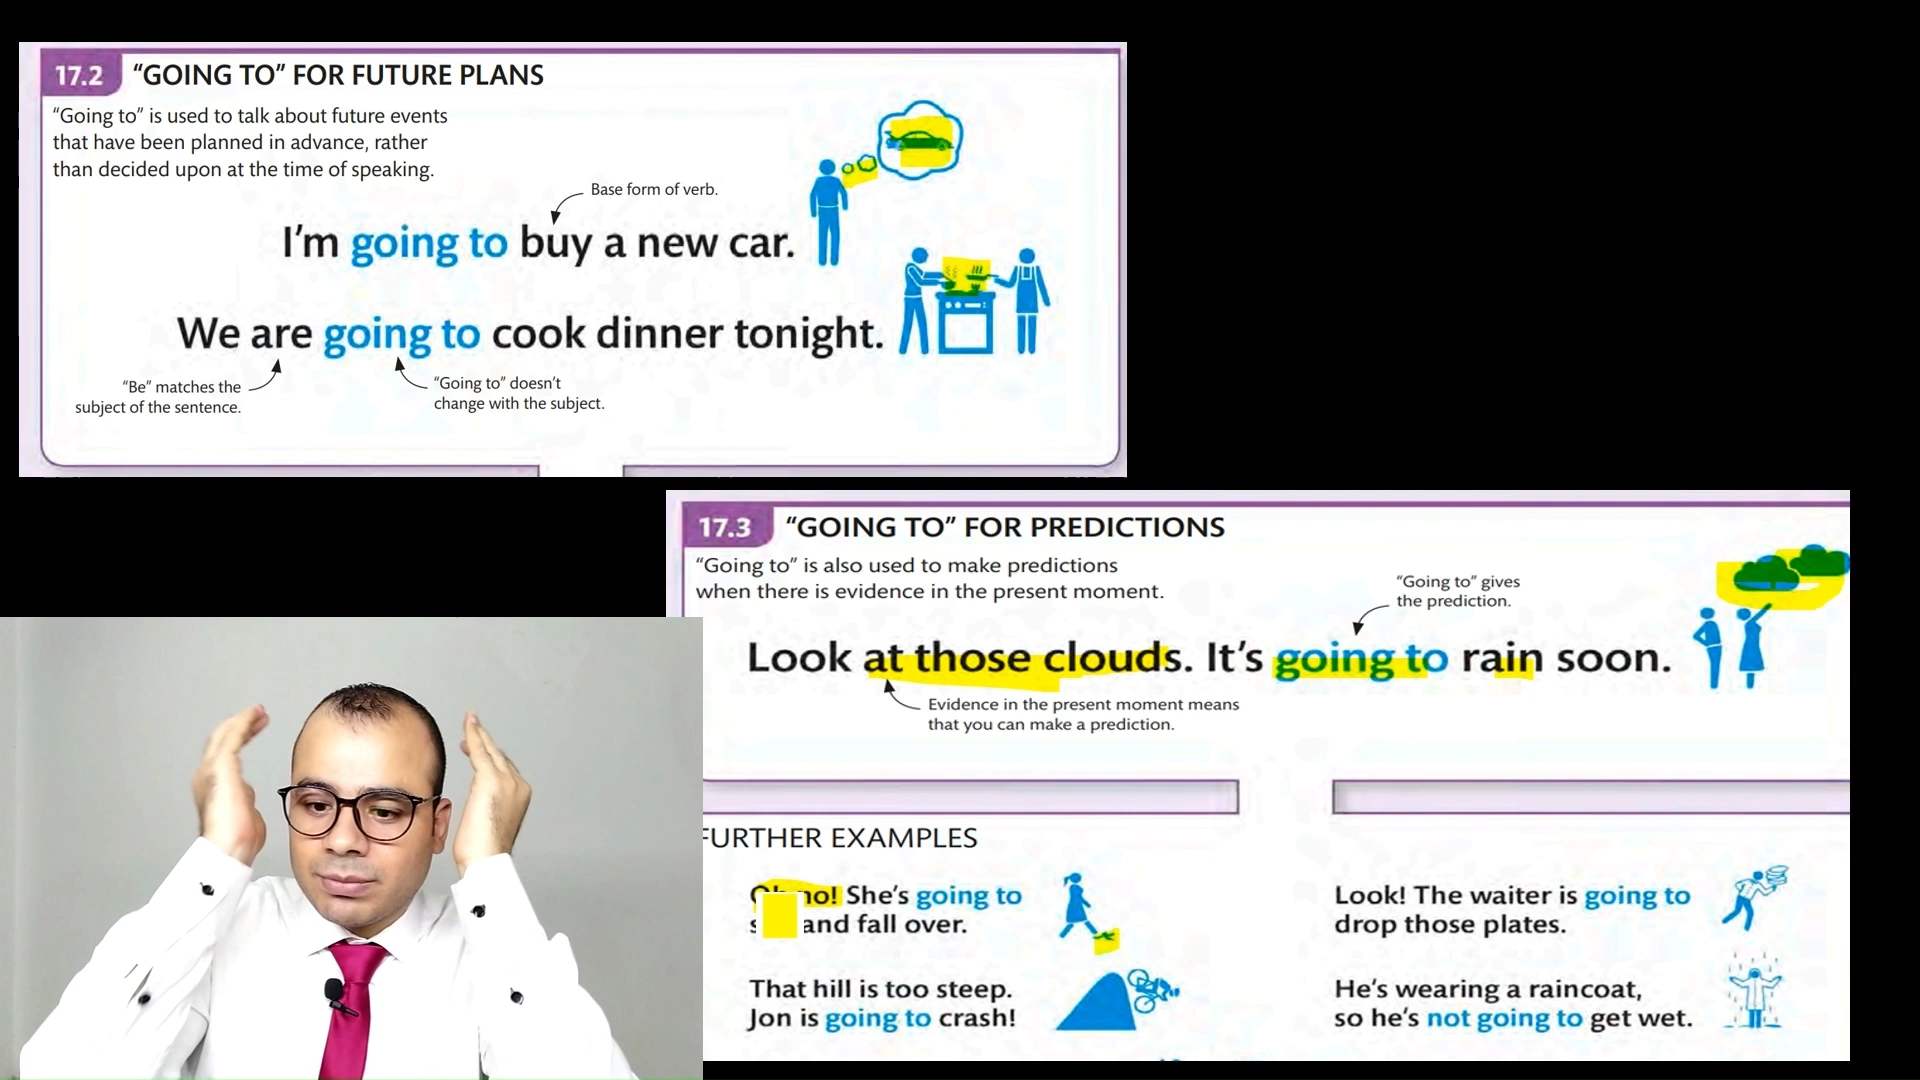 17.2 "GOING TO" FOR FUTURE PLANS
"Going to" is used to talk about future events
that have been planned in advance, rather
than decided upon at the time of speaking.
Base form of verb.
I'm going to buy a new car.
We are going to cook dinner tonight.
"Be" matches the
subject of the sentence.
"Going to" doesn't
change with the subject.
17.3 "GOING TO" FOR PREDICTIONS
"Going to" is also used to make predictions
when there is evidence in the present moment.
"Going to" gives
the prediction.
Look at those clouds. It's going to rain soon.
Evidence in the present moment means
that you can make a prediction.
FURTHER EXAMPLES
Oh no! She's going to
and fall over.
That hill is too steep.
Jon is going to crash!
Look! The waiter is going to
drop those plates.
He's wearing a raincoat,
so he's not going to get wet.